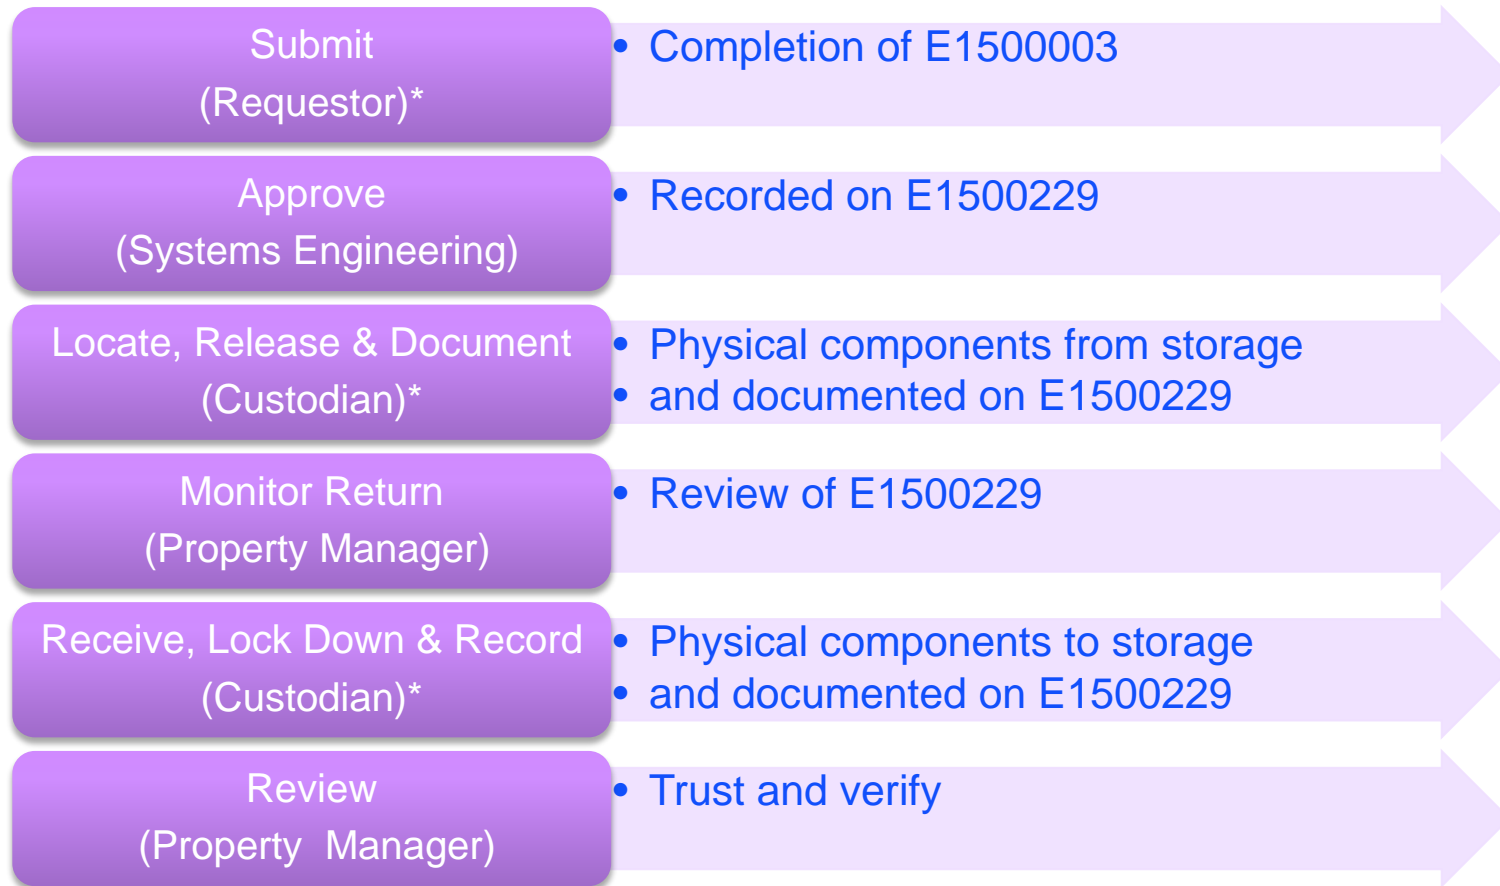 Submit
(Requestor)*
• Completion of E1500003
Approve
(Systems Engineering)
• Recorded on E1500229
Locate, Release & Document
(Custodian)*
• Physical components from storage
• and documented on E1500229
Monitor Return
(Property Manager)
• Review of E1500229
Receive, Lock Down & Record
(Custodian)*
• Physical components to storage
• and documented on E1500229
Review
(Property  Manager)
• Trust and verify